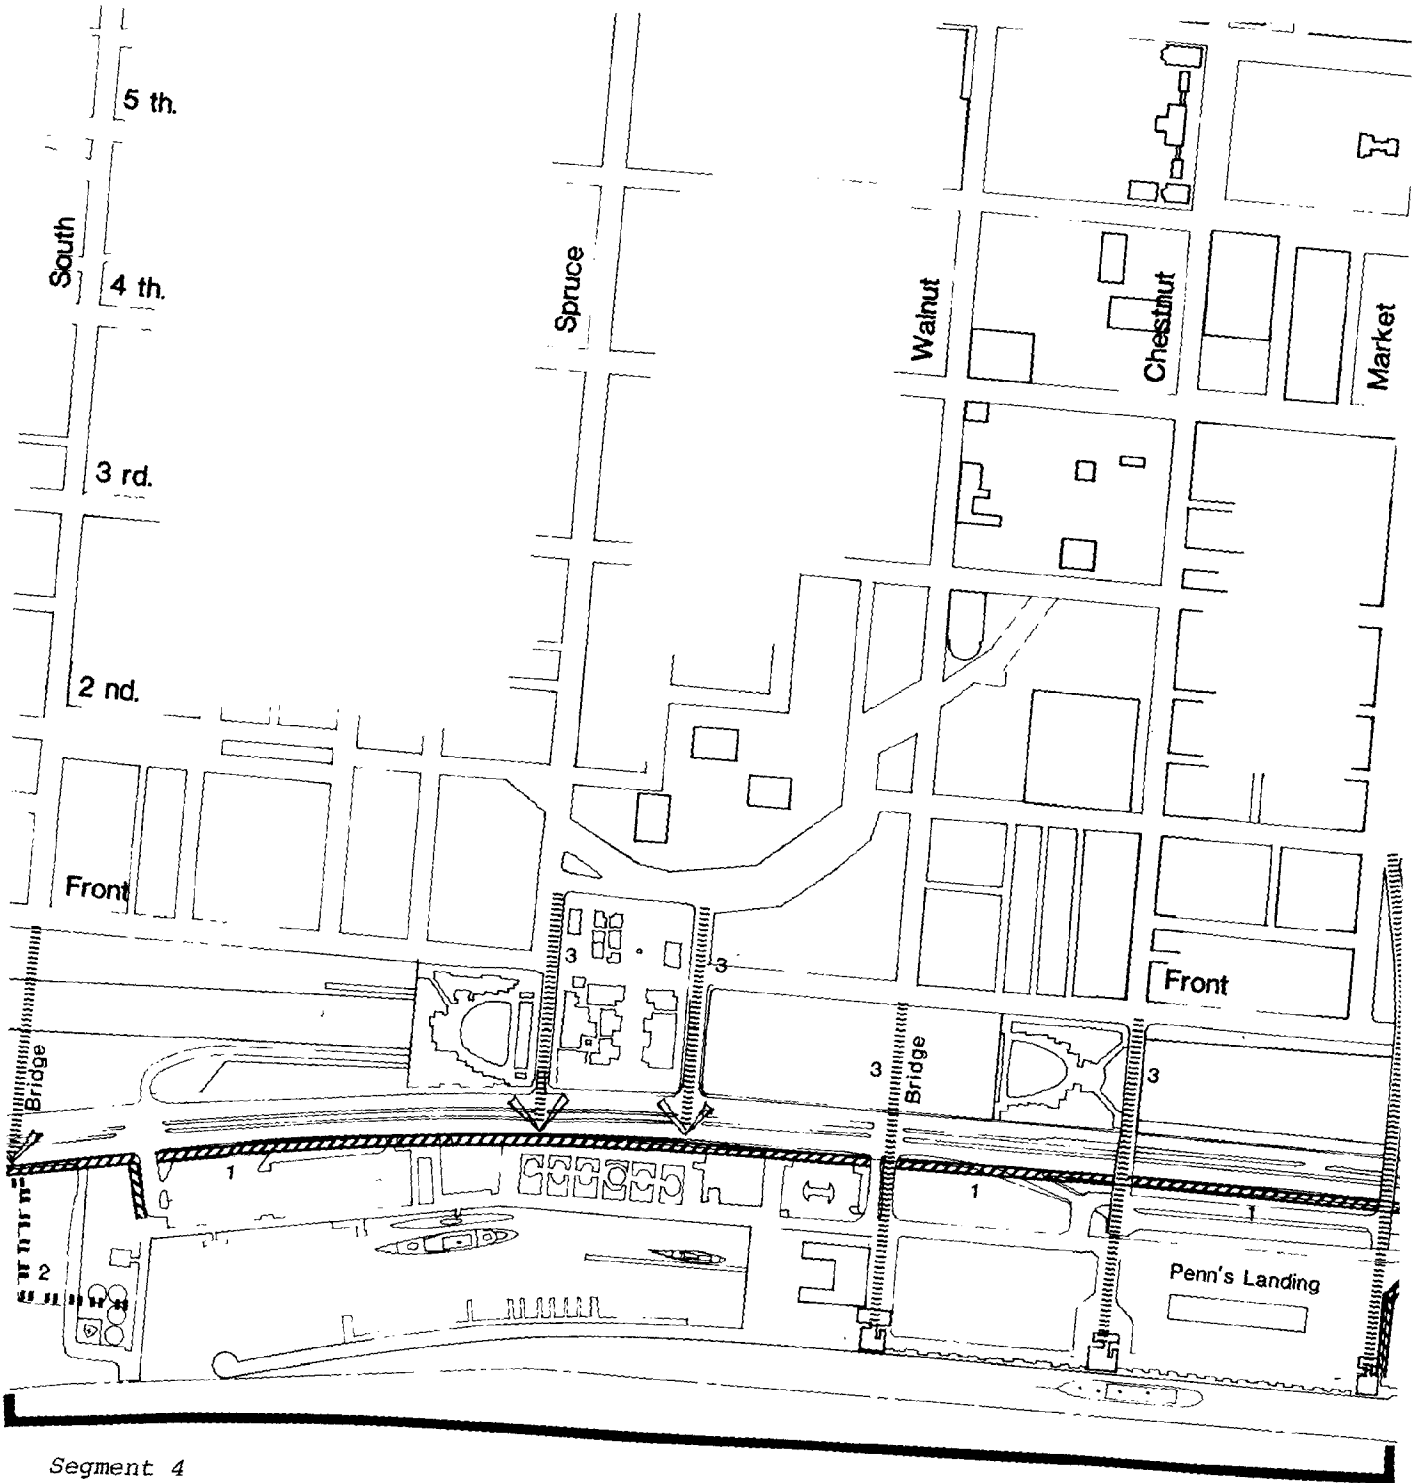 5 th.
South
4 th.
Spruce
Walnut
Chestnut
Market
3 rd.
2 nd.
Front
3
3
Front
Bridge
3
Bridge
3
1
1
1
2
Penn's Landing
Segment 4